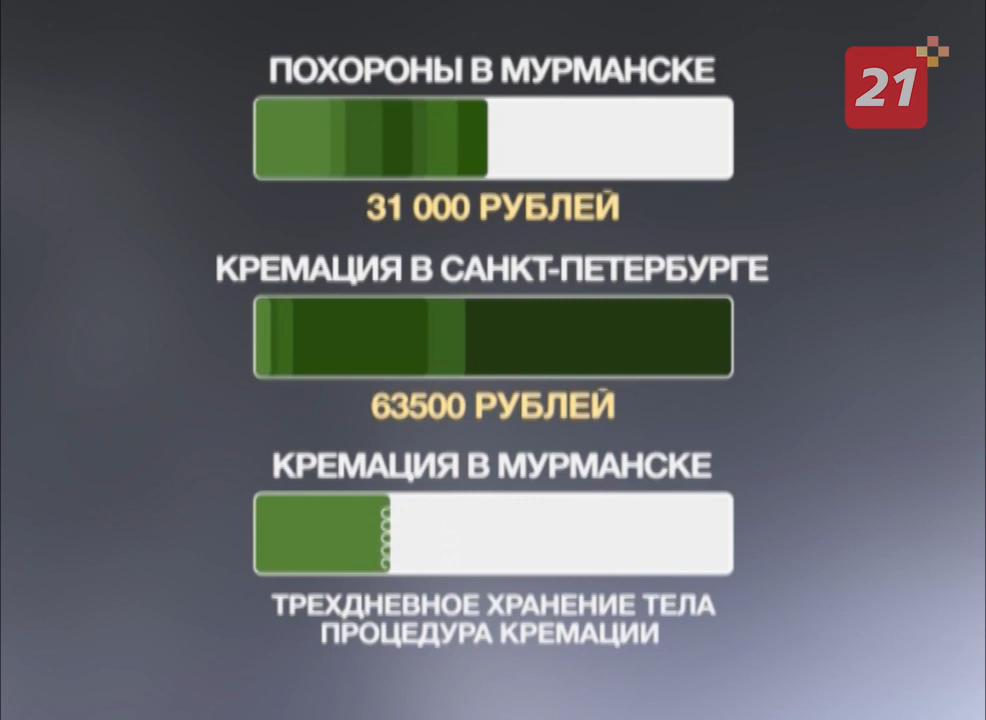 ПОХОРОНЫ В МУРМАНСКЕ
21
31 000 РУБЛЕЙ
КРЕМАЦИЯ В САНКТ-ПЕТЕРБУРГЕ
63500 РУБЛЕЙ
КРЕМАЦИЯ В МУРМАНСКЕ
ТРЕХДНЕВНОЕ ХРАНЕНИЕ ТЕЛА
ПРОЦЕДУРА КРЕМАЦИИ